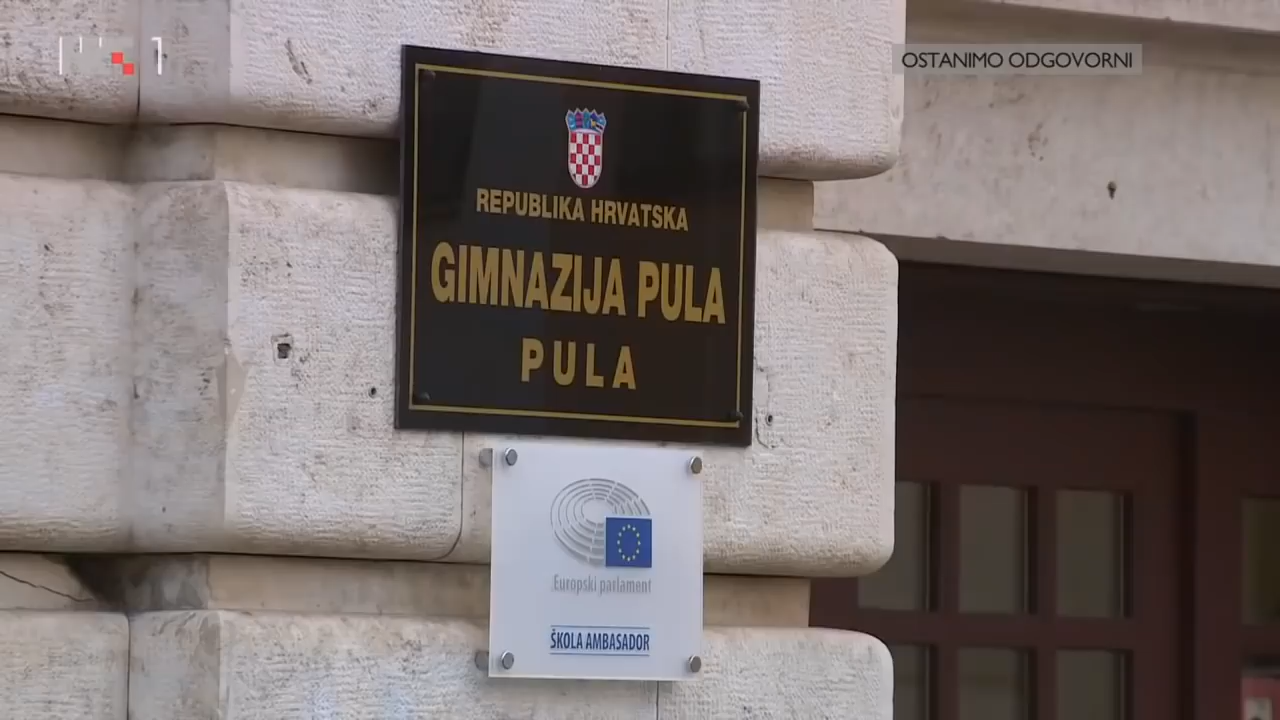 OSTANIMO ODGOVORNI
REPUBLIKA HRVATSKA
GIMNAZIJA PULA
PULA
Europski parlament
ŠKOLA AMBASADOR